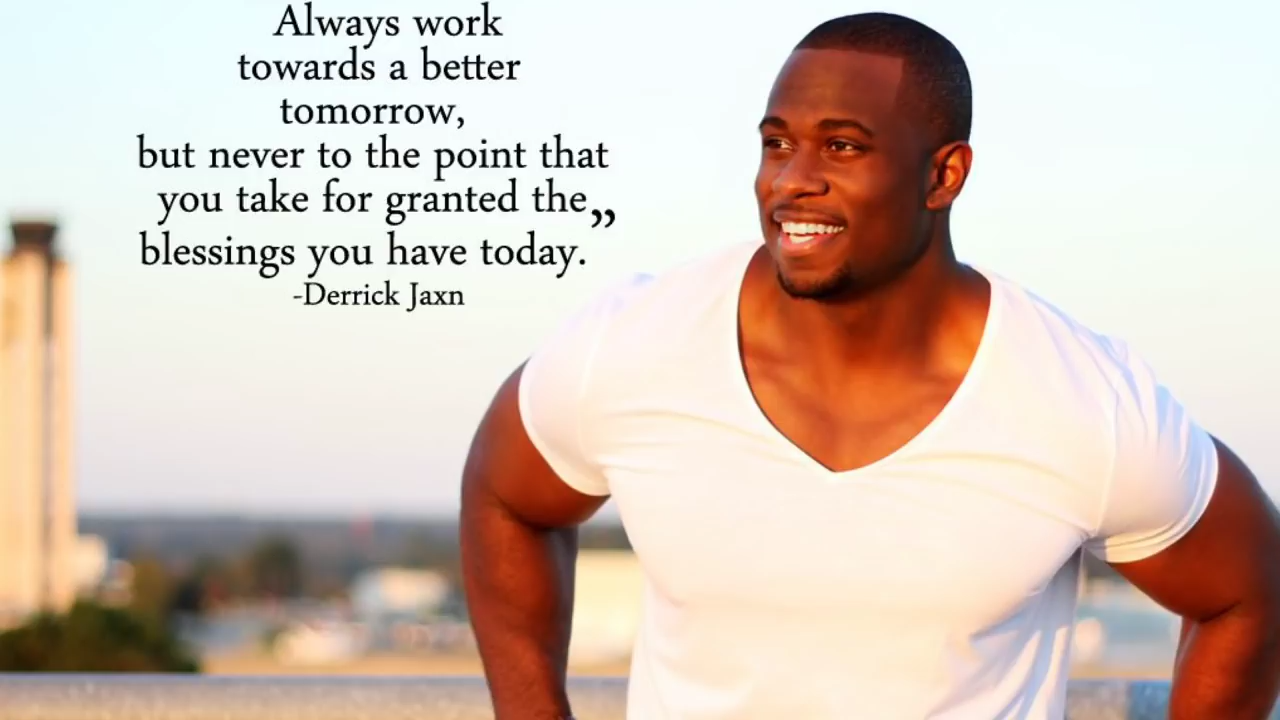 Always work
towards a better
tomorrow,
but never to the point that
you take for granted the
blessings you have today.”
-Derrick Jaxn